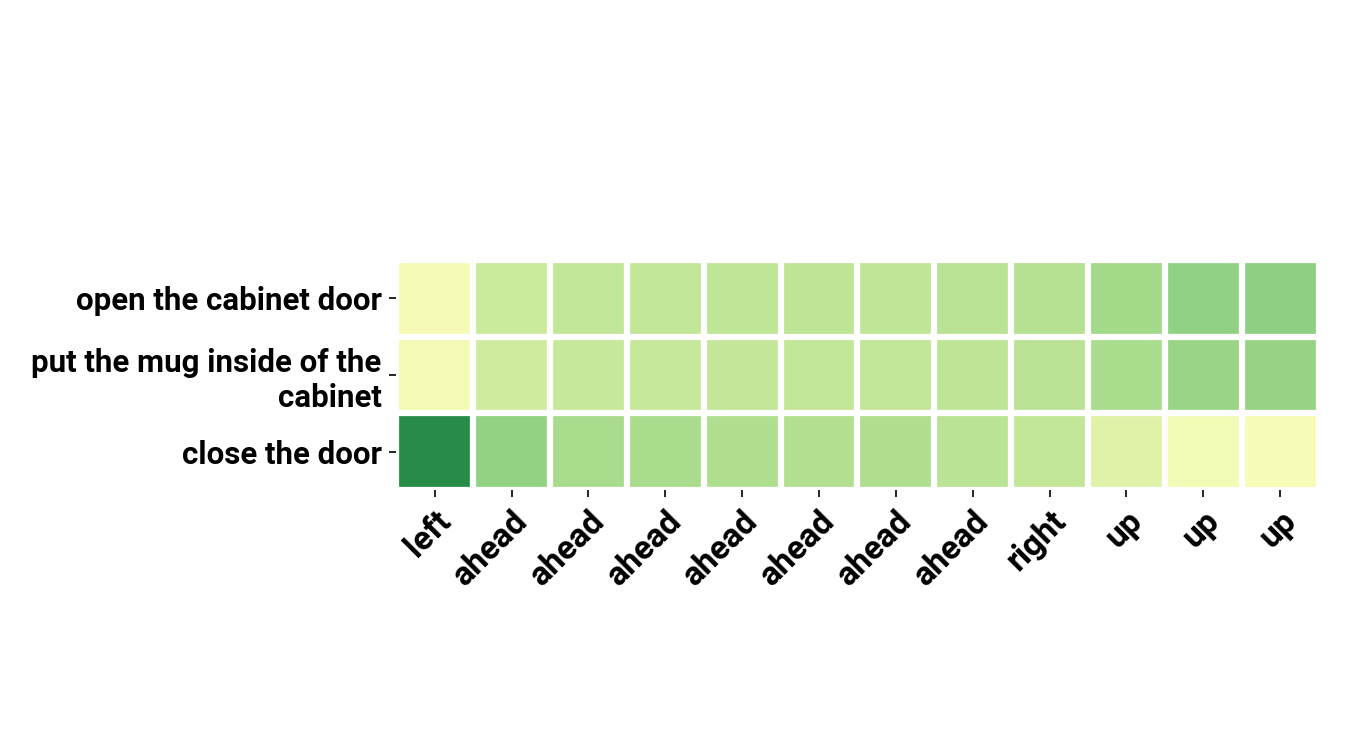 open the cabinet door
put the mug inside of the
cabinet
close the door
left
ahead
ahead
ahead
ahead
ahead
ahead
ahead
right
up
up
up